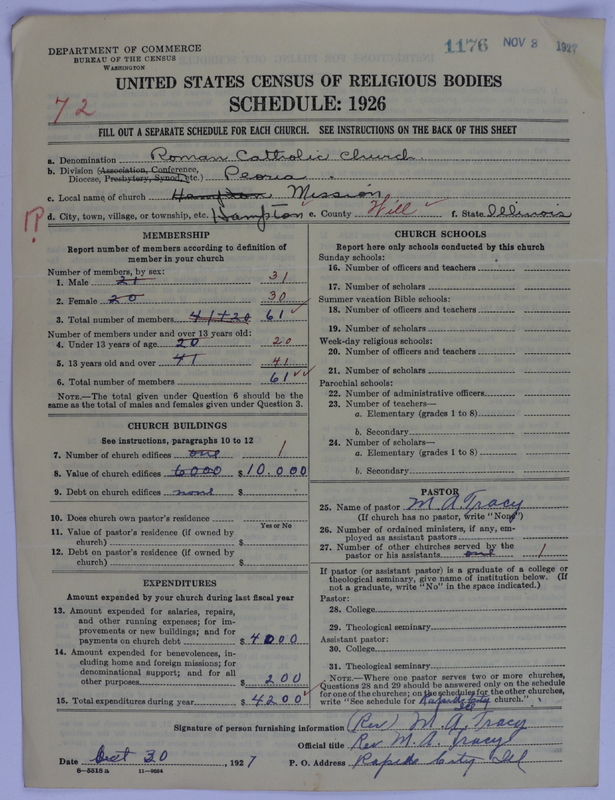 DEPARTMENT OF COMMERCE
BUREAU OF THE CENSUS
WASHINGTON
1176 NOV 8 1927
UNITED STATES CENSUS OF RELIGIOUS BODIES
SCHEDULE: 1926
72
FILL OUT A SEPARATE SCHEDULE FOR EACH CHURCH. SEE INSTRUCTIONS ON THE BACK OF THIS SHEET
a. Denomination Roman Catholic Church.
b. Division (Association, Conference,
Diocese, Presbytery, Synod, etc.) Peoria.
c. Local name of church Hampton Mission
d. City, town, village, or township, etc. Hampton e. County Will f. State Illinois
MEMBERSHIP
Report number of members according to definition of
member in your church
Number of members, by sex:
1. Male 21 31
2. Female 20 30
3. Total number of members 41+20 61
Number of members under and over 13 years old:
4. Under 13 years of age 20 20
5. 13 years old and over 41 41
6. Total number of members 61
NOTE.—The total given under Question 6 should be
same as the total of males and females given under Question 3.
CHURCH BUILDINGS
See instructions, paragraphs 10 to 12
7. Number of church edifices one 1
8. Value of church edifices 6000 $10.000
9. Debt on church edifices none $
10. Does church own pastor's residence
Yes or No
11. Value of pastor's residence (if owned by
church) $
12. Debt on pastor's residence (if owned by
church) $
EXPENDITURES
Amount expended by your church during last fiscal year
13. Amount expended for salaries, repairs,
and other running expenses; for im-
provements or new buildings; and for
payments on church debt $4000
14. Amount expended for benevolences, in-
cluding home and foreign missions; for
denominational support; and for all
other purposes $200
15. Total expenditures during year $4200
CHURCH SCHOOLS
Report here only schools conducted by this church
Sunday schools:
16. Number of officers and teachers
17. Number of scholars
Summer vacation Bible schools:
18. Number of officers and teachers
19. Number of scholars
Week-day religious schools:
20. Number of officers and teachers
21. Number of scholars
Parochial schools:
22. Number of administrative officers
23. Number of teachers—
a. Elementary (grades 1 to 8)
b. Secondary
24. Number of scholars—
a. Elementary (grades 1 to 8)
b. Secondary
PASTOR
25. Name of pastor M. A. Tracy
(If church has no pastor, write "None")
26. Number of ordained ministers, if any, em-
ployed as assistant pastors
27. Number of other churches served by the
pastor or his assistants one 1
If pastor (or assistant pastor) is a graduate of a college or
theological seminary, give name of institution below. (If
not a graduate, write "No" in the space indicated.)
Pastor:
28. College
29. Theological seminary
Assistant pastor:
30. College
31. Theological seminary
NOTE.—Where one pastor serves two or more churches,
Questions 28 and 29 should be answered only on the schedule
for one of the churches; on the schedules for the other churches,
write "See schedule for Rapids City Ill church."
Signature of person furnishing information (Rev) M. A. Tracy
Official title Rev M. A. Tracy
Date Oct 30, 1927 P. O. Address Rapids City Ill
8—5518 a 11—9654